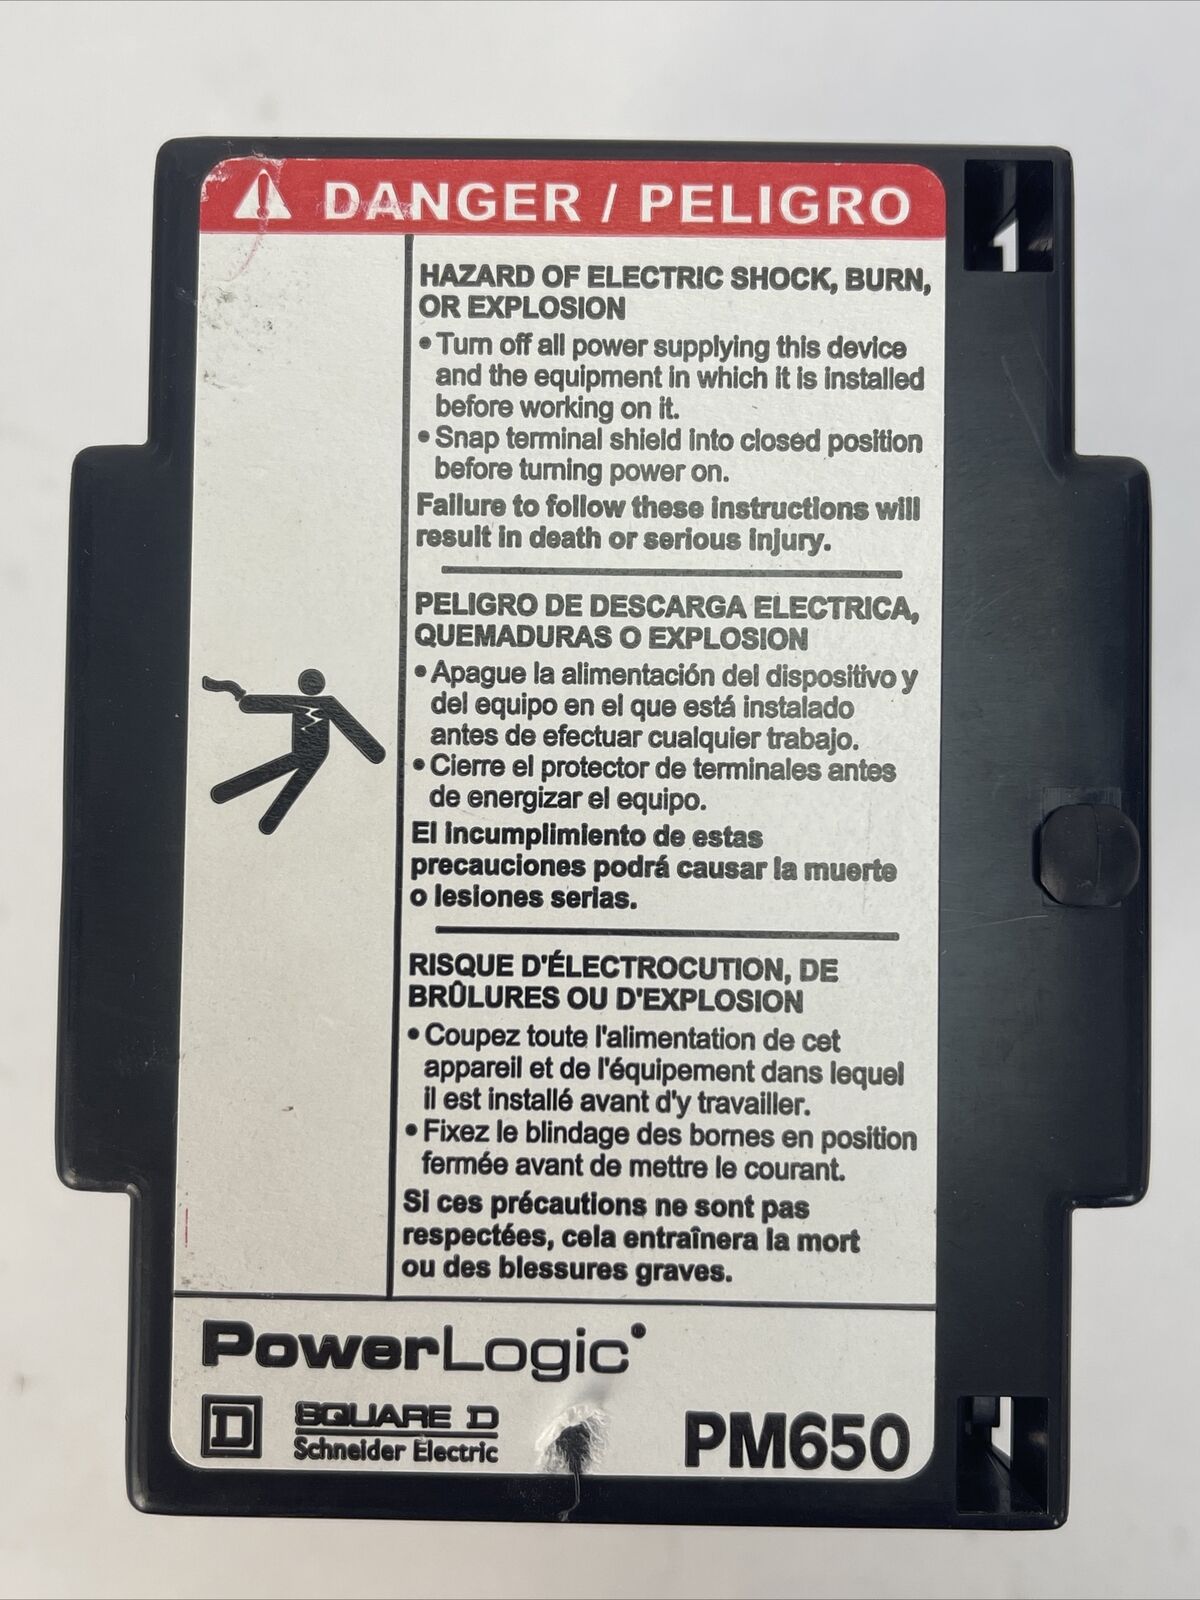 DANGER / PELIGRO
HAZARD OF ELECTRIC SHOCK, BURN,
OR EXPLOSION
• Turn off all power supplying this device
and the equipment in which it is installed
before working on it.
• Snap terminal shield into closed position
before turning power on.
Failure to follow these instructions will
result in death or serious injury.
PELIGRO DE DESCARGA ELECTRICA,
QUEMADURAS O EXPLOSION
• Apague la alimentación del dispositivo y
del equipo en el que está instalado
antes de efectuar cualquier trabajo.
• Cierre el protector de terminales antes
de energizar el equipo.
El incumplimiento de estas
precauciones podrá causar la muerte
o lesiones serias.
RISQUE D'ÉLECTROCUTION, DE
BRÛLURES OU D'EXPLOSION
• Coupez toute l'alimentation de cet
appareil et de l'équipement dans lequel
il est installé avant d'y travailler.
• Fixez le blindage des bornes en position
fermée avant de mettre le courant.
Si ces précautions ne sont pas
respectées, cela entraînera la mort
ou des blessures graves.
PowerLogic®
D SQUARE D
Schneider Electric
PM650